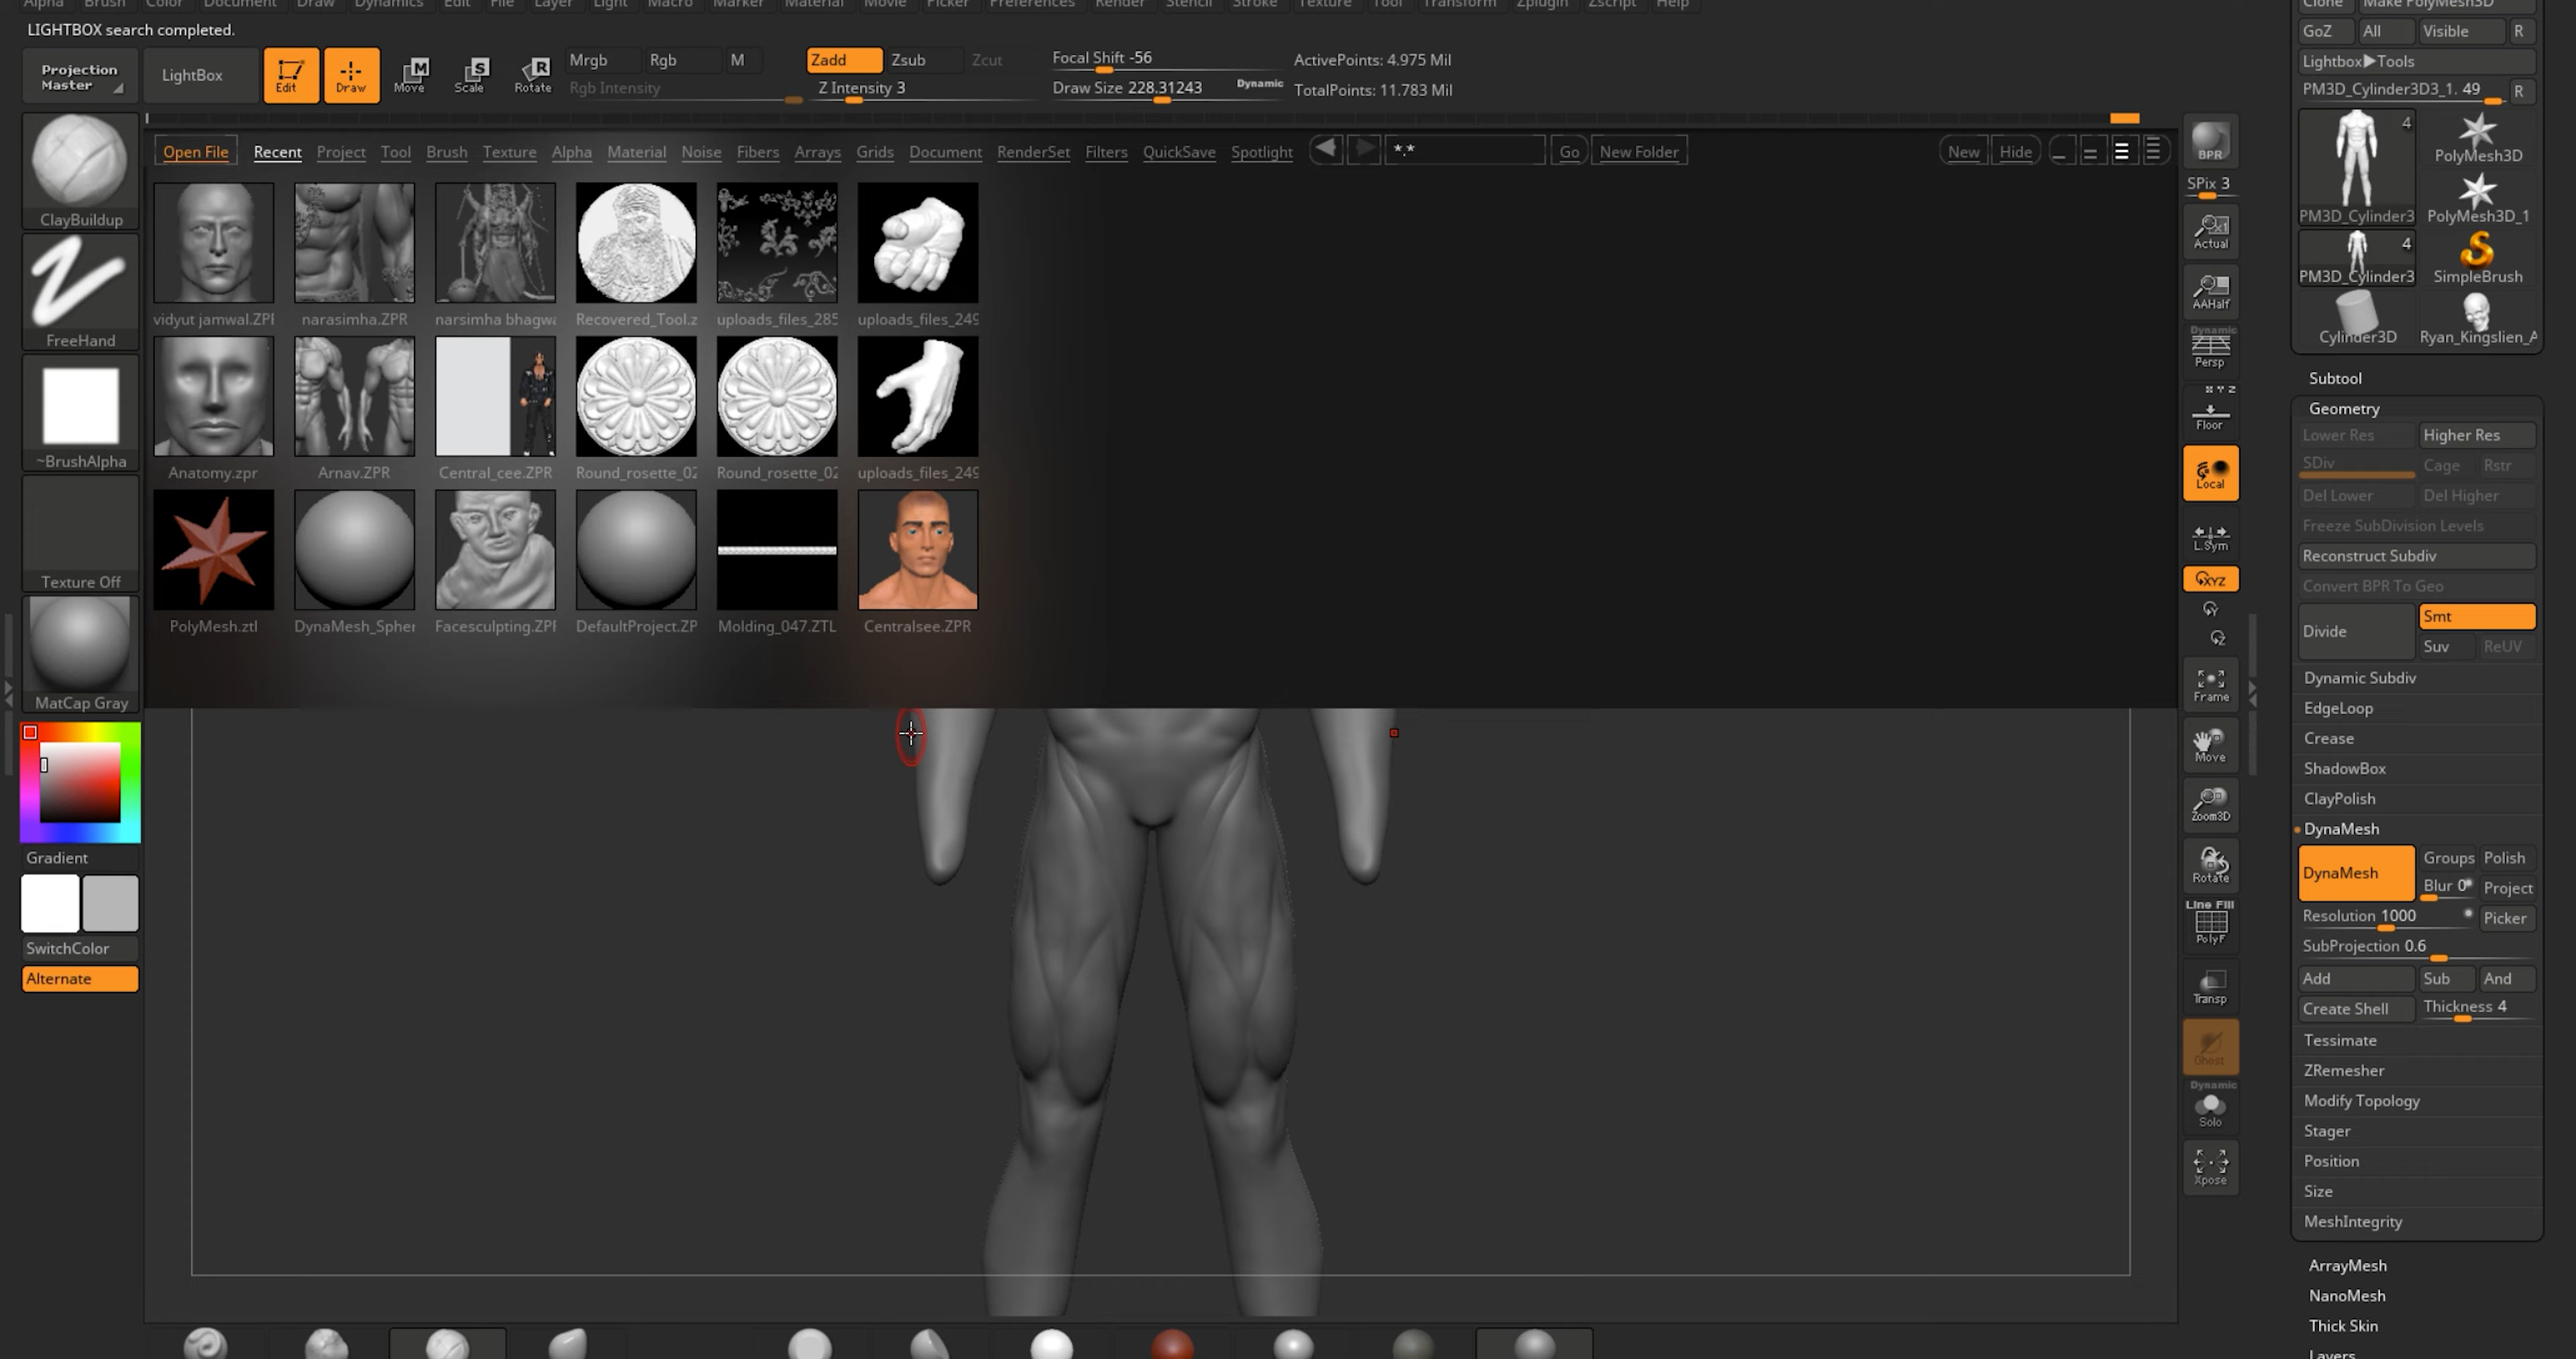 Alpha Brush Color Document Draw Dynamics Edit File Layer Light Macro Marker Material Movie Picker Preferences Render Stencil Stroke Texture Tool Transform Zplugin Zscript Help
LIGHTBOX search completed.
Projection Master
LightBox
Edit
Draw
Move
Scale
Rotate
Mrgb Rgb M
Rgb Intensity
Zadd Zsub Zcut
Z Intensity 3
Focal Shift -56
Draw Size 228.31243
Dynamic
ActivePoints: 4.975 Mil
TotalPoints: 11.783 Mil
Open File Recent Project Tool Brush Texture Alpha Material Noise Fibers Arrays Grids Document RenderSet Filters QuickSave Spotlight *.* Go New Folder New Hide
vidyut jamwal.ZPR narasimha.ZPR narsimha bhagwa Recovered_Tool.z uploads_files_285 uploads_files_249
Anatomy.zpr Arnav.ZPR Central_cee.ZPR Round_rosette_02 Round_rosette_02 uploads_files_249
PolyMesh.ztl DynaMesh_Spher Facesculpting.ZPR DefaultProject.ZP Molding_047.ZTL Centralsee.ZPR
ClayBuildup
FreeHand
~BrushAlpha
Texture Off
MatCap Gray
Gradient
SwitchColor
Alternate
BPR
SPix 3
Actual
AAHalf
Dynamic
Persp
X Y Z
Floor
Local
L.Sym
XYZ
Y
Z
Frame
Move
Zoom3D
Rotate
Line Fill
PolyF
Transp
Ghost
Dynamic
Solo
Xpose
Clone Make PolyMesh3D
GoZ All Visible R
Lightbox▶Tools
PM3D_Cylinder3D3_1. 49 R
4
PM3D_Cylinder3
PolyMesh3D
PolyMesh3D_1
4
PM3D_Cylinder3
SimpleBrush
Cylinder3D
Ryan_Kingslien_A
Subtool
Geometry
Lower Res Higher Res
SDiv Cage Rstr
Del Lower Del Higher
Freeze SubDivision Levels
Reconstruct Subdiv
Convert BPR To Geo
Divide Smt
Suv ReUV
Dynamic Subdiv
EdgeLoop
Crease
ShadowBox
ClayPolish
DynaMesh
DynaMesh Groups Polish
Blur 0 Project
Resolution 1000 Picker
SubProjection 0.6
Add Sub And
Create Shell Thickness 4
Tessimate
ZRemesher
Modify Topology
Stager
Position
Size
MeshIntegrity
ArrayMesh
NanoMesh
Thick Skin
Layers